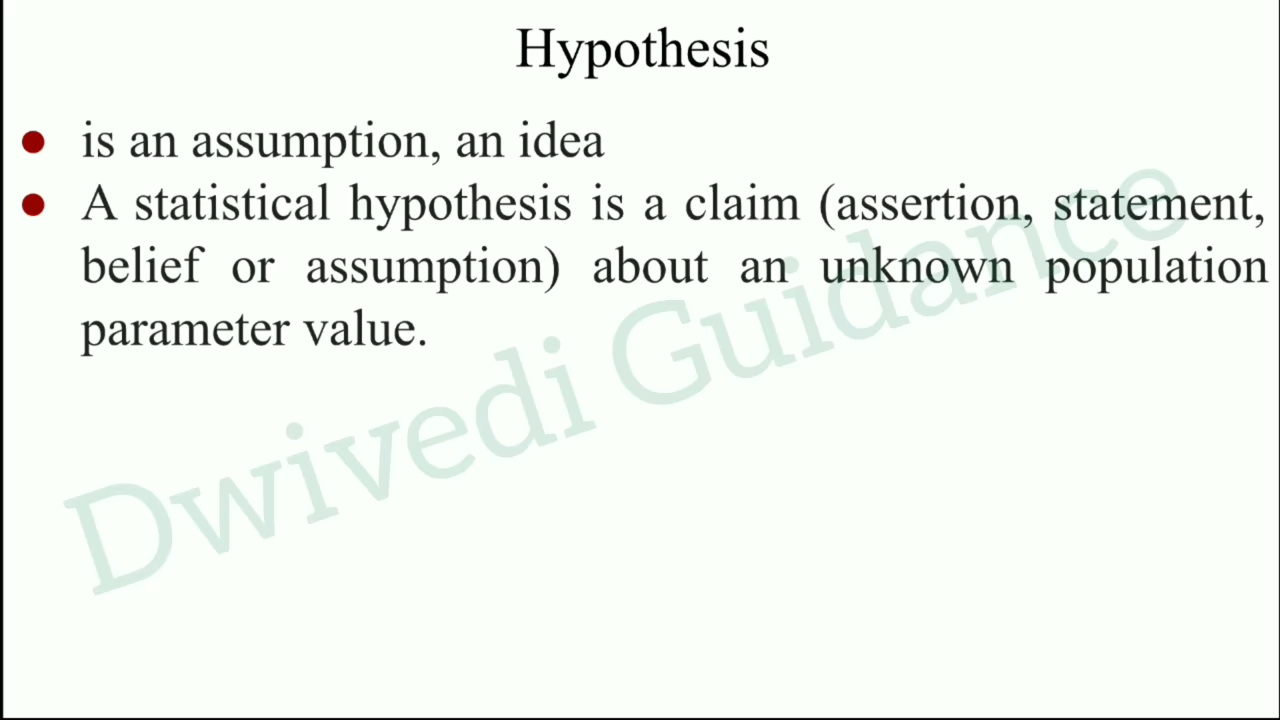 Hypothesis
● is an assumption, an idea
● A statistical hypothesis is a claim (assertion, statement,
belief or assumption) about an unknown population
parameter value.
Dwivedi Guidance